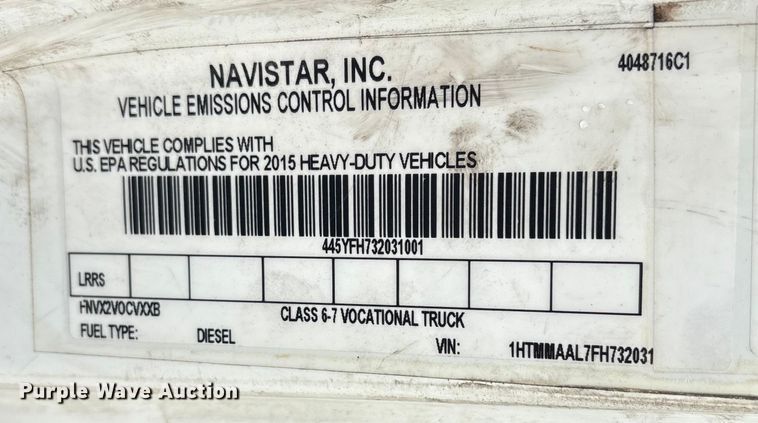 NAVISTAR, INC.
4048716C1
VEHICLE EMISSIONS CONTROL INFORMATION
THIS VEHICLE COMPLIES WITH
U.S. EPA REGULATIONS FOR 2015 HEAVY-DUTY VEHICLES
445YFH732031001
LRRS
FNVX2VOCVXXB
CLASS 6-7 VOCATIONAL TRUCK
FUEL TYPE: DIESEL VIN: 1HTMMAAL7FH732031
Purple Wave Auction